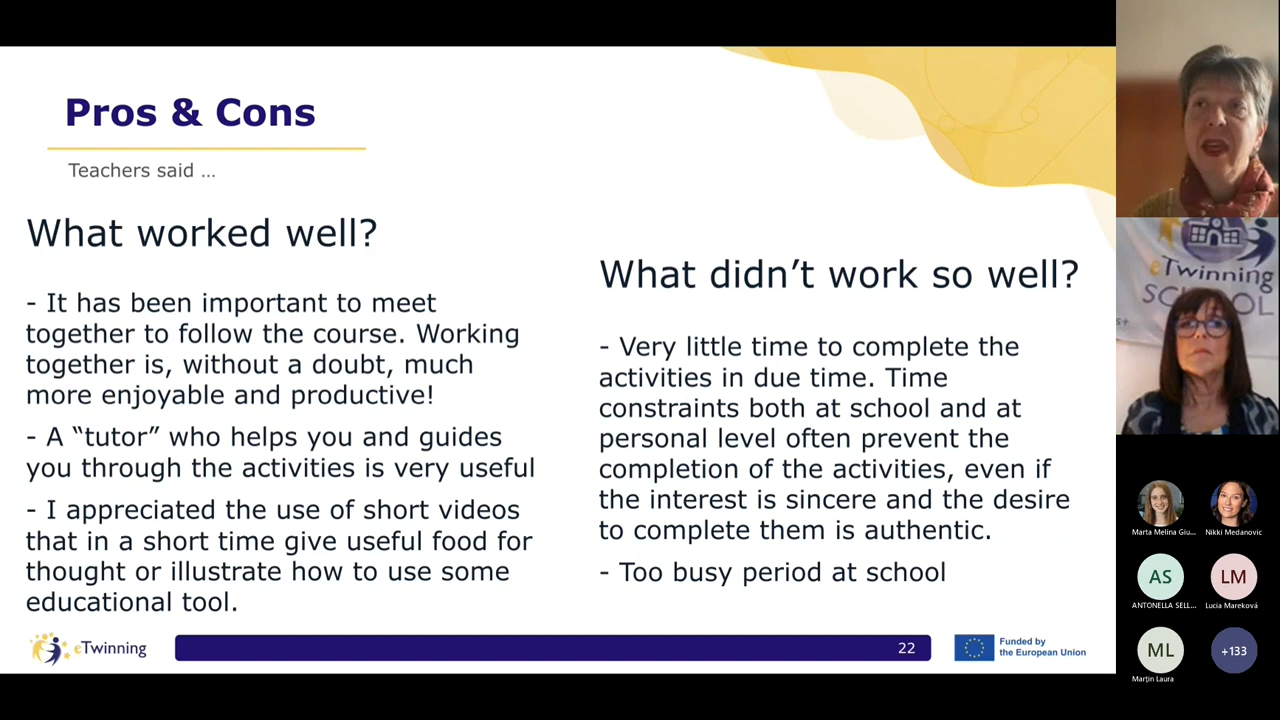 Pros & Cons
Teachers said …
What worked well?
- It has been important to meet
together to follow the course. Working
together is, without a doubt, much
more enjoyable and productive!
- A “tutor” who helps you and guides
you through the activities is very useful
- I appreciated the use of short videos
that in a short time give useful food for
thought or illustrate how to use some
educational tool.
What didn’t work so well?
- Very little time to complete the
activities in due time. Time
constraints both at school and at
personal level often prevent the
completion of the activities, even if
the interest is sincere and the desire
to complete them is authentic.
- Too busy period at school
eTwinning
22
Funded by
the European Union
eTwinning
SCHOOL
Marta Melina Giu...
Nikki Medanovic
AS
ANTONELLA SELL...
LM
Lucia Mareková
ML
Marțin Laura
+133